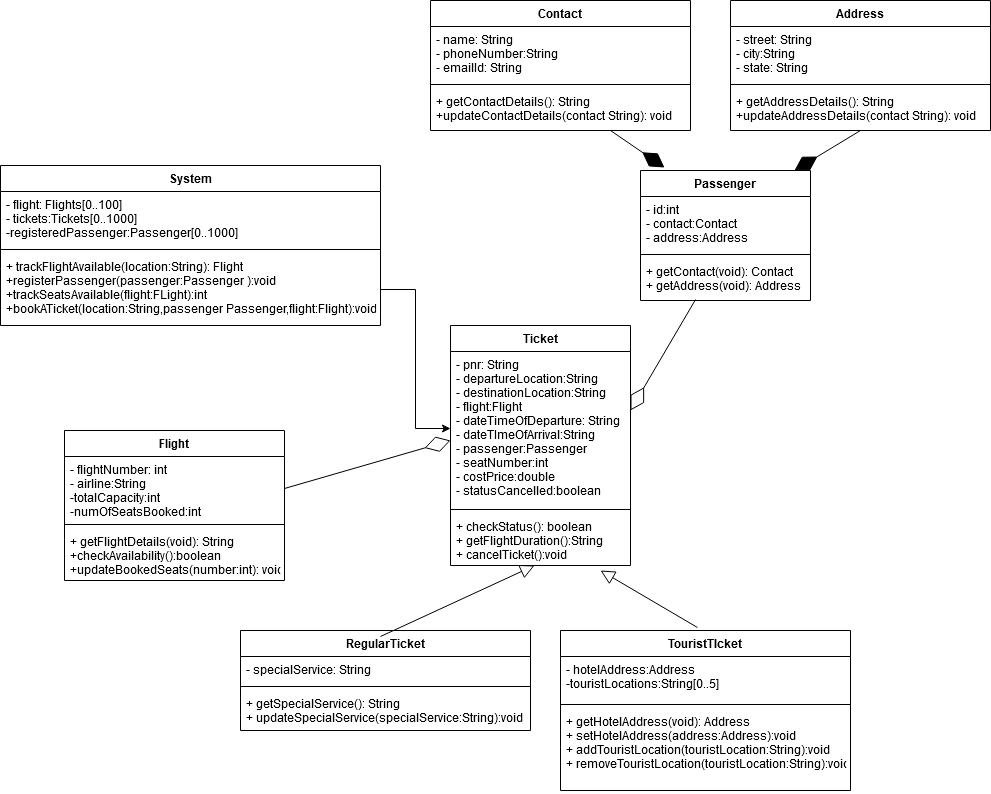 Contact
- name: String
- phoneNumber:String
- emailId: String
+ getContactDetails(): String
+updateContactDetails(contact String): void
Address
- street: String
- city:String
- state: String
+ getAddressDetails(): String
+updateAddressDetails(contact String): void
System
- flight: Flights[0..100]
- tickets:Tickets[0..1000]
-registeredPassenger:Passenger[0..1000]
+ trackFlightAvailable(location:String): Flight
+registerPassenger(passenger:Passenger ):void
+trackSeatsAvailable(flight:FLight):int
+bookATicket(location:String,passenger Passenger,flight:Flight):void
Passenger
- id:int
- contact:Contact
- address:Address
+ getContact(void): Contact
+ getAddress(void): Address
Ticket
- pnr: String
- departureLocation:String
- destinationLocation:String
- flight:Flight
- dateTimeOfDeparture: String
- dateTImeOfArrival:String
- passenger:Passenger
- seatNumber:int
- costPrice:double
- statusCancelled:boolean
+ checkStatus(): boolean
+ getFlightDuration():String
+ cancelTicket():void
Flight
- flightNumber: int
- airline:String
-totalCapacity:int
-numOfSeatsBooked:int
+ getFlightDetails(void): String
+checkAvailability():boolean
+updateBookedSeats(number:int): void
RegularTicket
- specialService: String
+ getSpecialService(): String
+ updateSpecialService(specialService:String):void
TouristTIcket
- hotelAddress:Address
-touristLocations:String[0..5]
+ getHotelAddress(void): Address
+ setHotelAddress(address:Address):void
+ addTouristLocation(touristLocation:String):void
+ removeTouristLocation(touristLocation:String):void